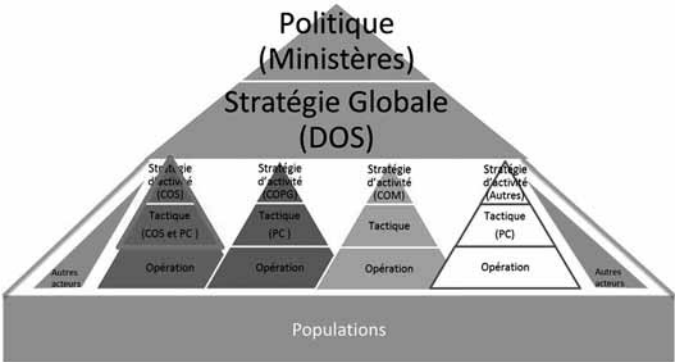 Politique
(Ministères)
Stratégie Globale
(DOS)
Stratégie
d'activité
(COS)
Tactique
(COS et PC )
Opération
Stratégie
d'activité
(COPG)
Tactique
(PC )
Opération
Stratégie
d'activité
(COM)
Tactique
Opération
Stratégie
d'activité
(Autres)
Tactique
(PC)
Opération
Autres
acteurs
Autres
acteurs
Populations